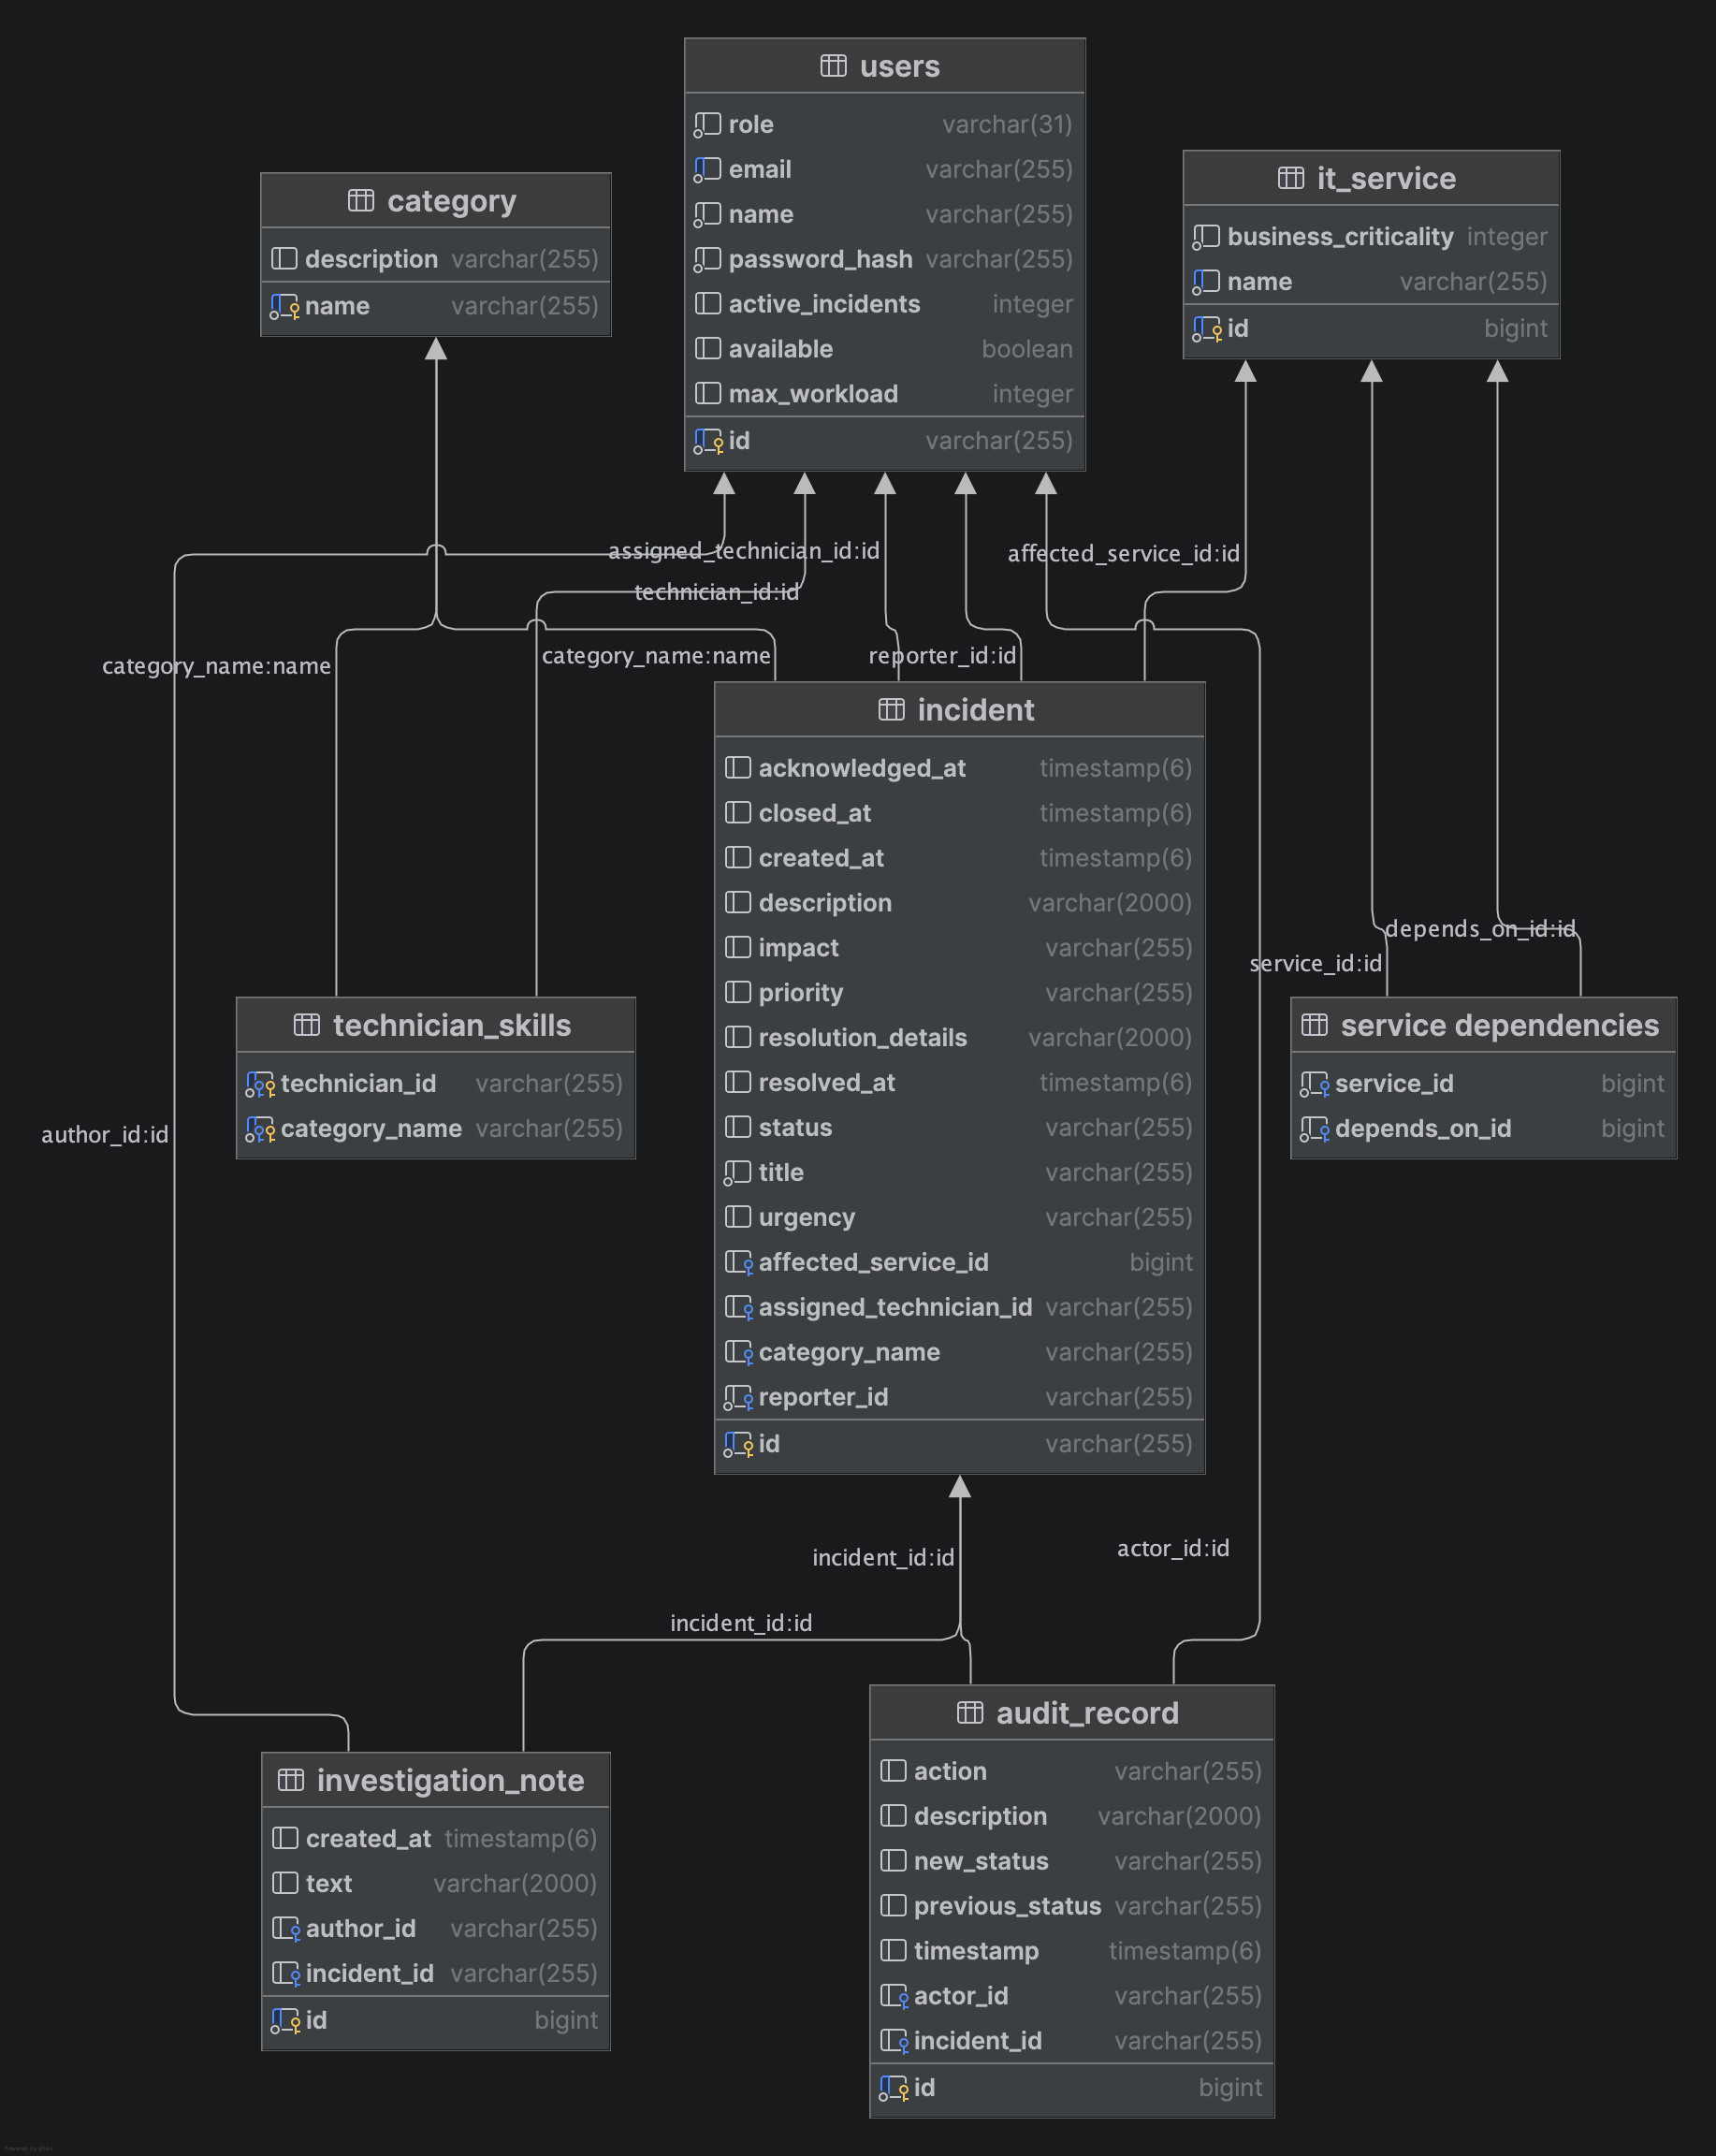 users
role varchar(31)
email varchar(255)
name varchar(255)
password_hash varchar(255)
active_incidents integer
available boolean
max_workload integer
id varchar(255)
it_service
business_criticality integer
name varchar(255)
id bigint
category
description varchar(255)
name varchar(255)
assigned_technician_id:id
affected_service_id:id
technician_id:id
category_name:name
category_name:name
reporter_id:id
incident
acknowledged_at timestamp(6)
closed_at timestamp(6)
created_at timestamp(6)
description varchar(2000)
impact varchar(255)
priority varchar(255)
resolution_details varchar(2000)
resolved_at timestamp(6)
status varchar(255)
title varchar(255)
urgency varchar(255)
affected_service_id bigint
assigned_technician_id varchar(255)
category_name varchar(255)
reporter_id varchar(255)
id varchar(255)
depends_on_id:id
service_id:id
technician_skills
technician_id varchar(255)
category_name varchar(255)
service dependencies
service_id bigint
depends_on_id bigint
author_id:id
actor_id:id
incident_id:id
incident_id:id
audit_record
action varchar(255)
description varchar(2000)
new_status varchar(255)
previous_status varchar(255)
timestamp timestamp(6)
actor_id varchar(255)
incident_id varchar(255)
id bigint
investigation_note
created_at timestamp(6)
text varchar(2000)
author_id varchar(255)
incident_id varchar(255)
id bigint
Powered by yFiles